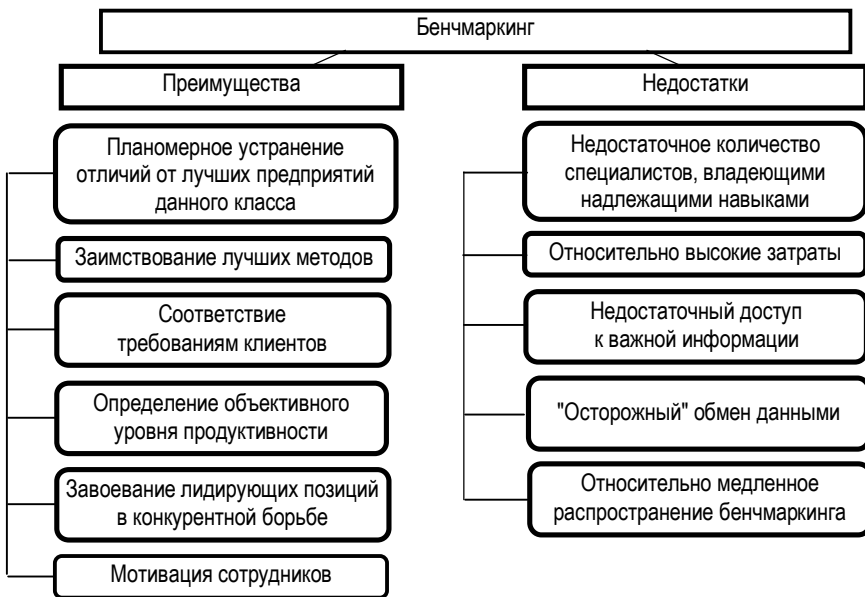 Бенчмаркинг
Преимущества
Планомерное устранение
отличий от лучших предприятий
данного класса
Заимствование лучших методов
Соответствие
требованиям клиентов
Определение объективного
уровня продуктивности
Завоевание лидирующих позиций
в конкурентной борьбе
Мотивация сотрудников
Недостатки
Недостаточное количество
специалистов, владеющими
надлежащими навыками
Относительно высокие затраты
Недостаточный доступ
к важной информации
"Осторожный" обмен данными
Относительно медленное
распространение бенчмаркинга